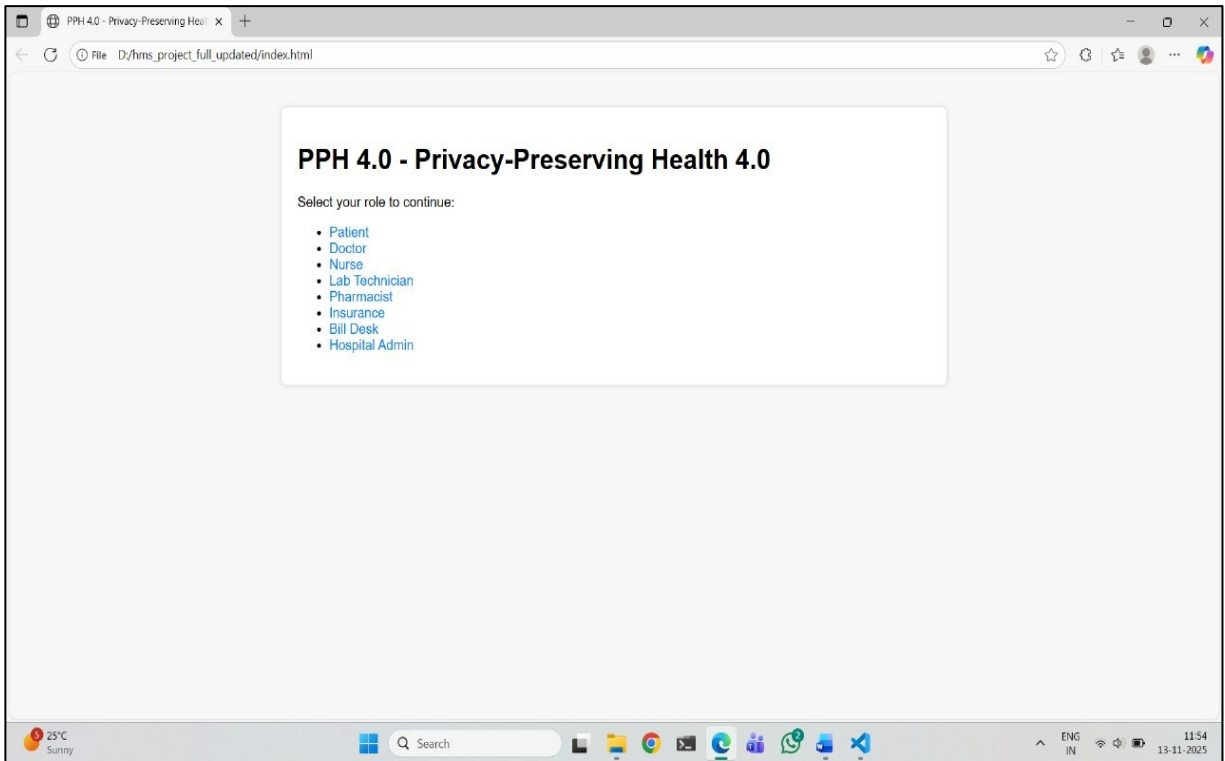 PPH 4.0 - Privacy-Preserving Heal
File D:/hms_project_full_updated/index.html
PPH 4.0 - Privacy-Preserving Health 4.0
Select your role to continue:
• Patient
• Doctor
• Nurse
• Lab Technician
• Pharmacist
• Insurance
• Bill Desk
• Hospital Admin
5
25°C
Sunny
Search
2
ENG
IN
11:54
13-11-2025